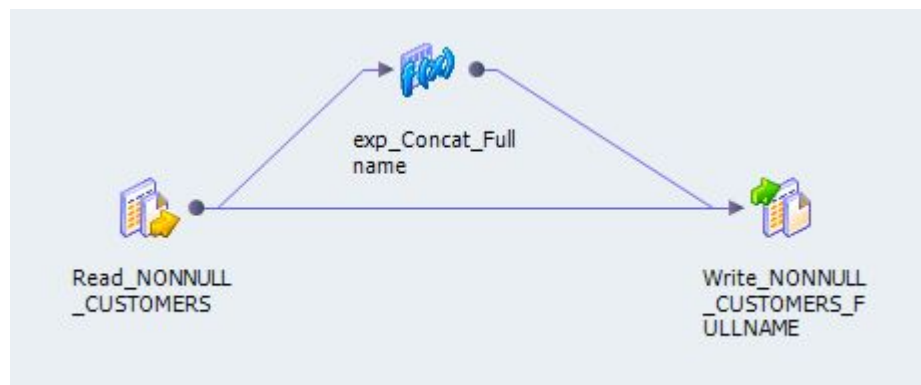 exp_Concat_Full
name
Read_NONNULL
_CUSTOMERS
Write_NONNULL
_CUSTOMERS_F
ULLNAME